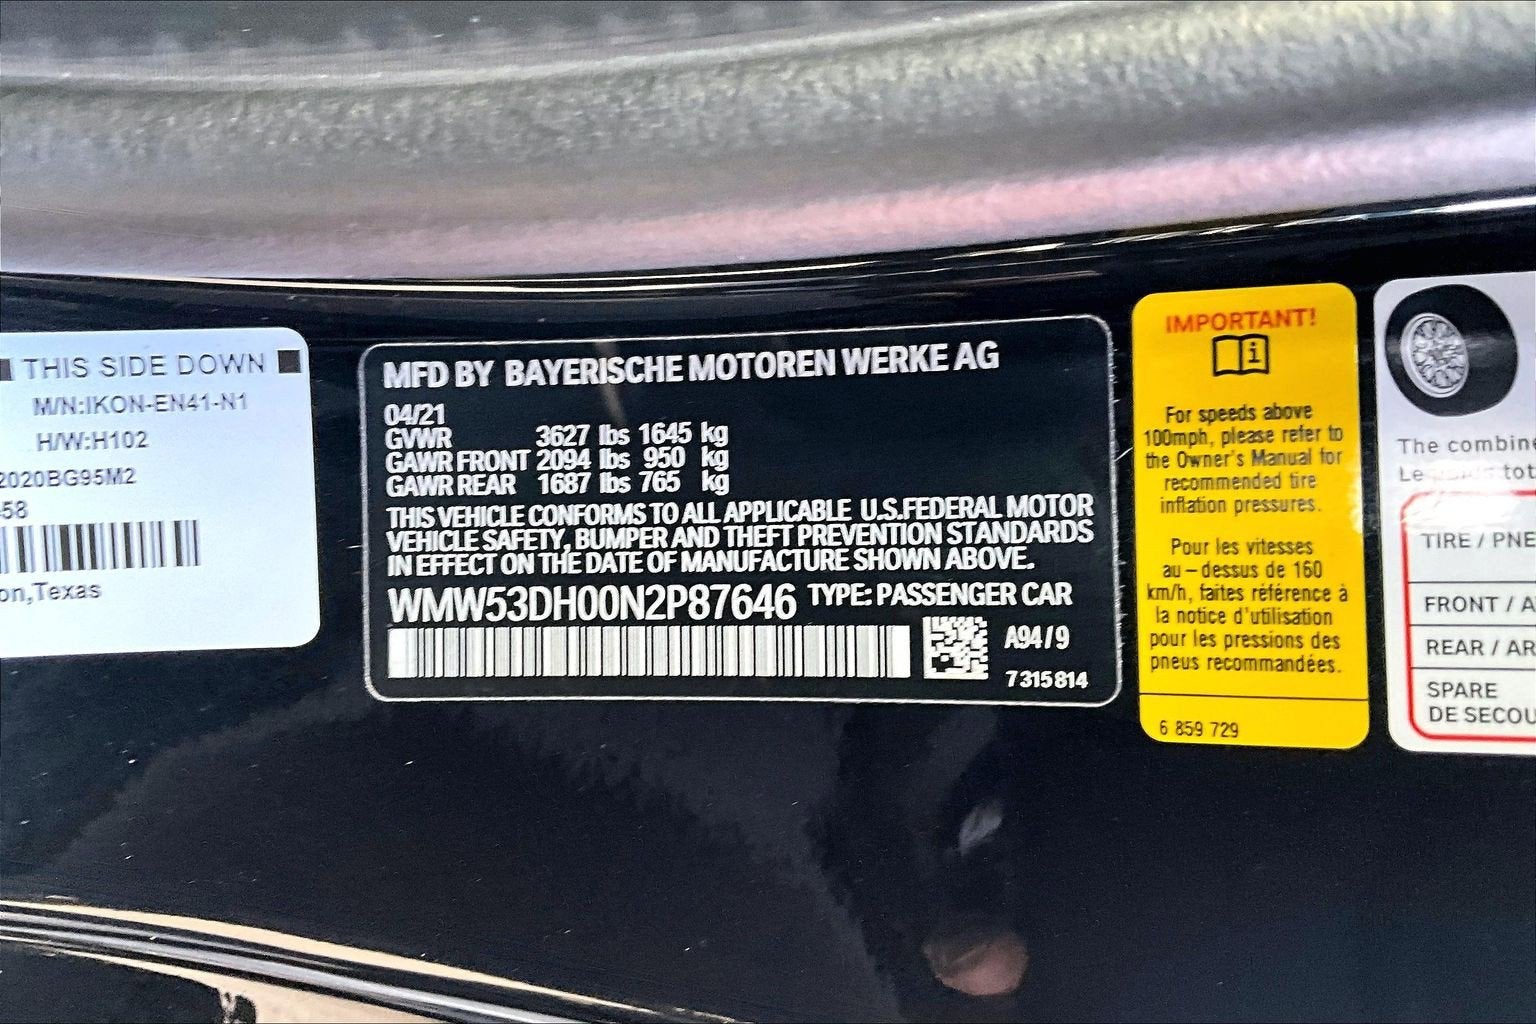 THIS SIDE DOWN
M/N:IKON-EN41-N1
H/W:H102
2020BG95M2
58
on,Texas
MFD BY BAYERISCHE MOTOREN WERKE AG
04/21
GVWR 3627 lbs 1645 kg
GAWR FRONT 2094 lbs 950 kg
GAWR REAR 1687 lbs 765 kg
THIS VEHICLE CONFORMS TO ALL APPLICABLE U.S.FEDERAL MOTOR
VEHICLE SAFETY, BUMPER AND THEFT PREVENTION STANDARDS
IN EFFECT ON THE DATE OF MANUFACTURE SHOWN ABOVE.
WMW53DH00N2P87646 TYPE: PASSENGER CAR
A94/9
7315814
IMPORTANT!
For speeds above
100mph, please refer to
the Owner's Manual for
recommended tire
inflation pressures.
Pour les vitesses
au-dessus de 160
km/h, faites référence à
la notice d'utilisation
pour les pressions des
pneus recommandées.
6 859 729
The combine
Le poids tot
TIRE / PNE
FRONT / A
REAR / AR
SPARE
DE SECOU